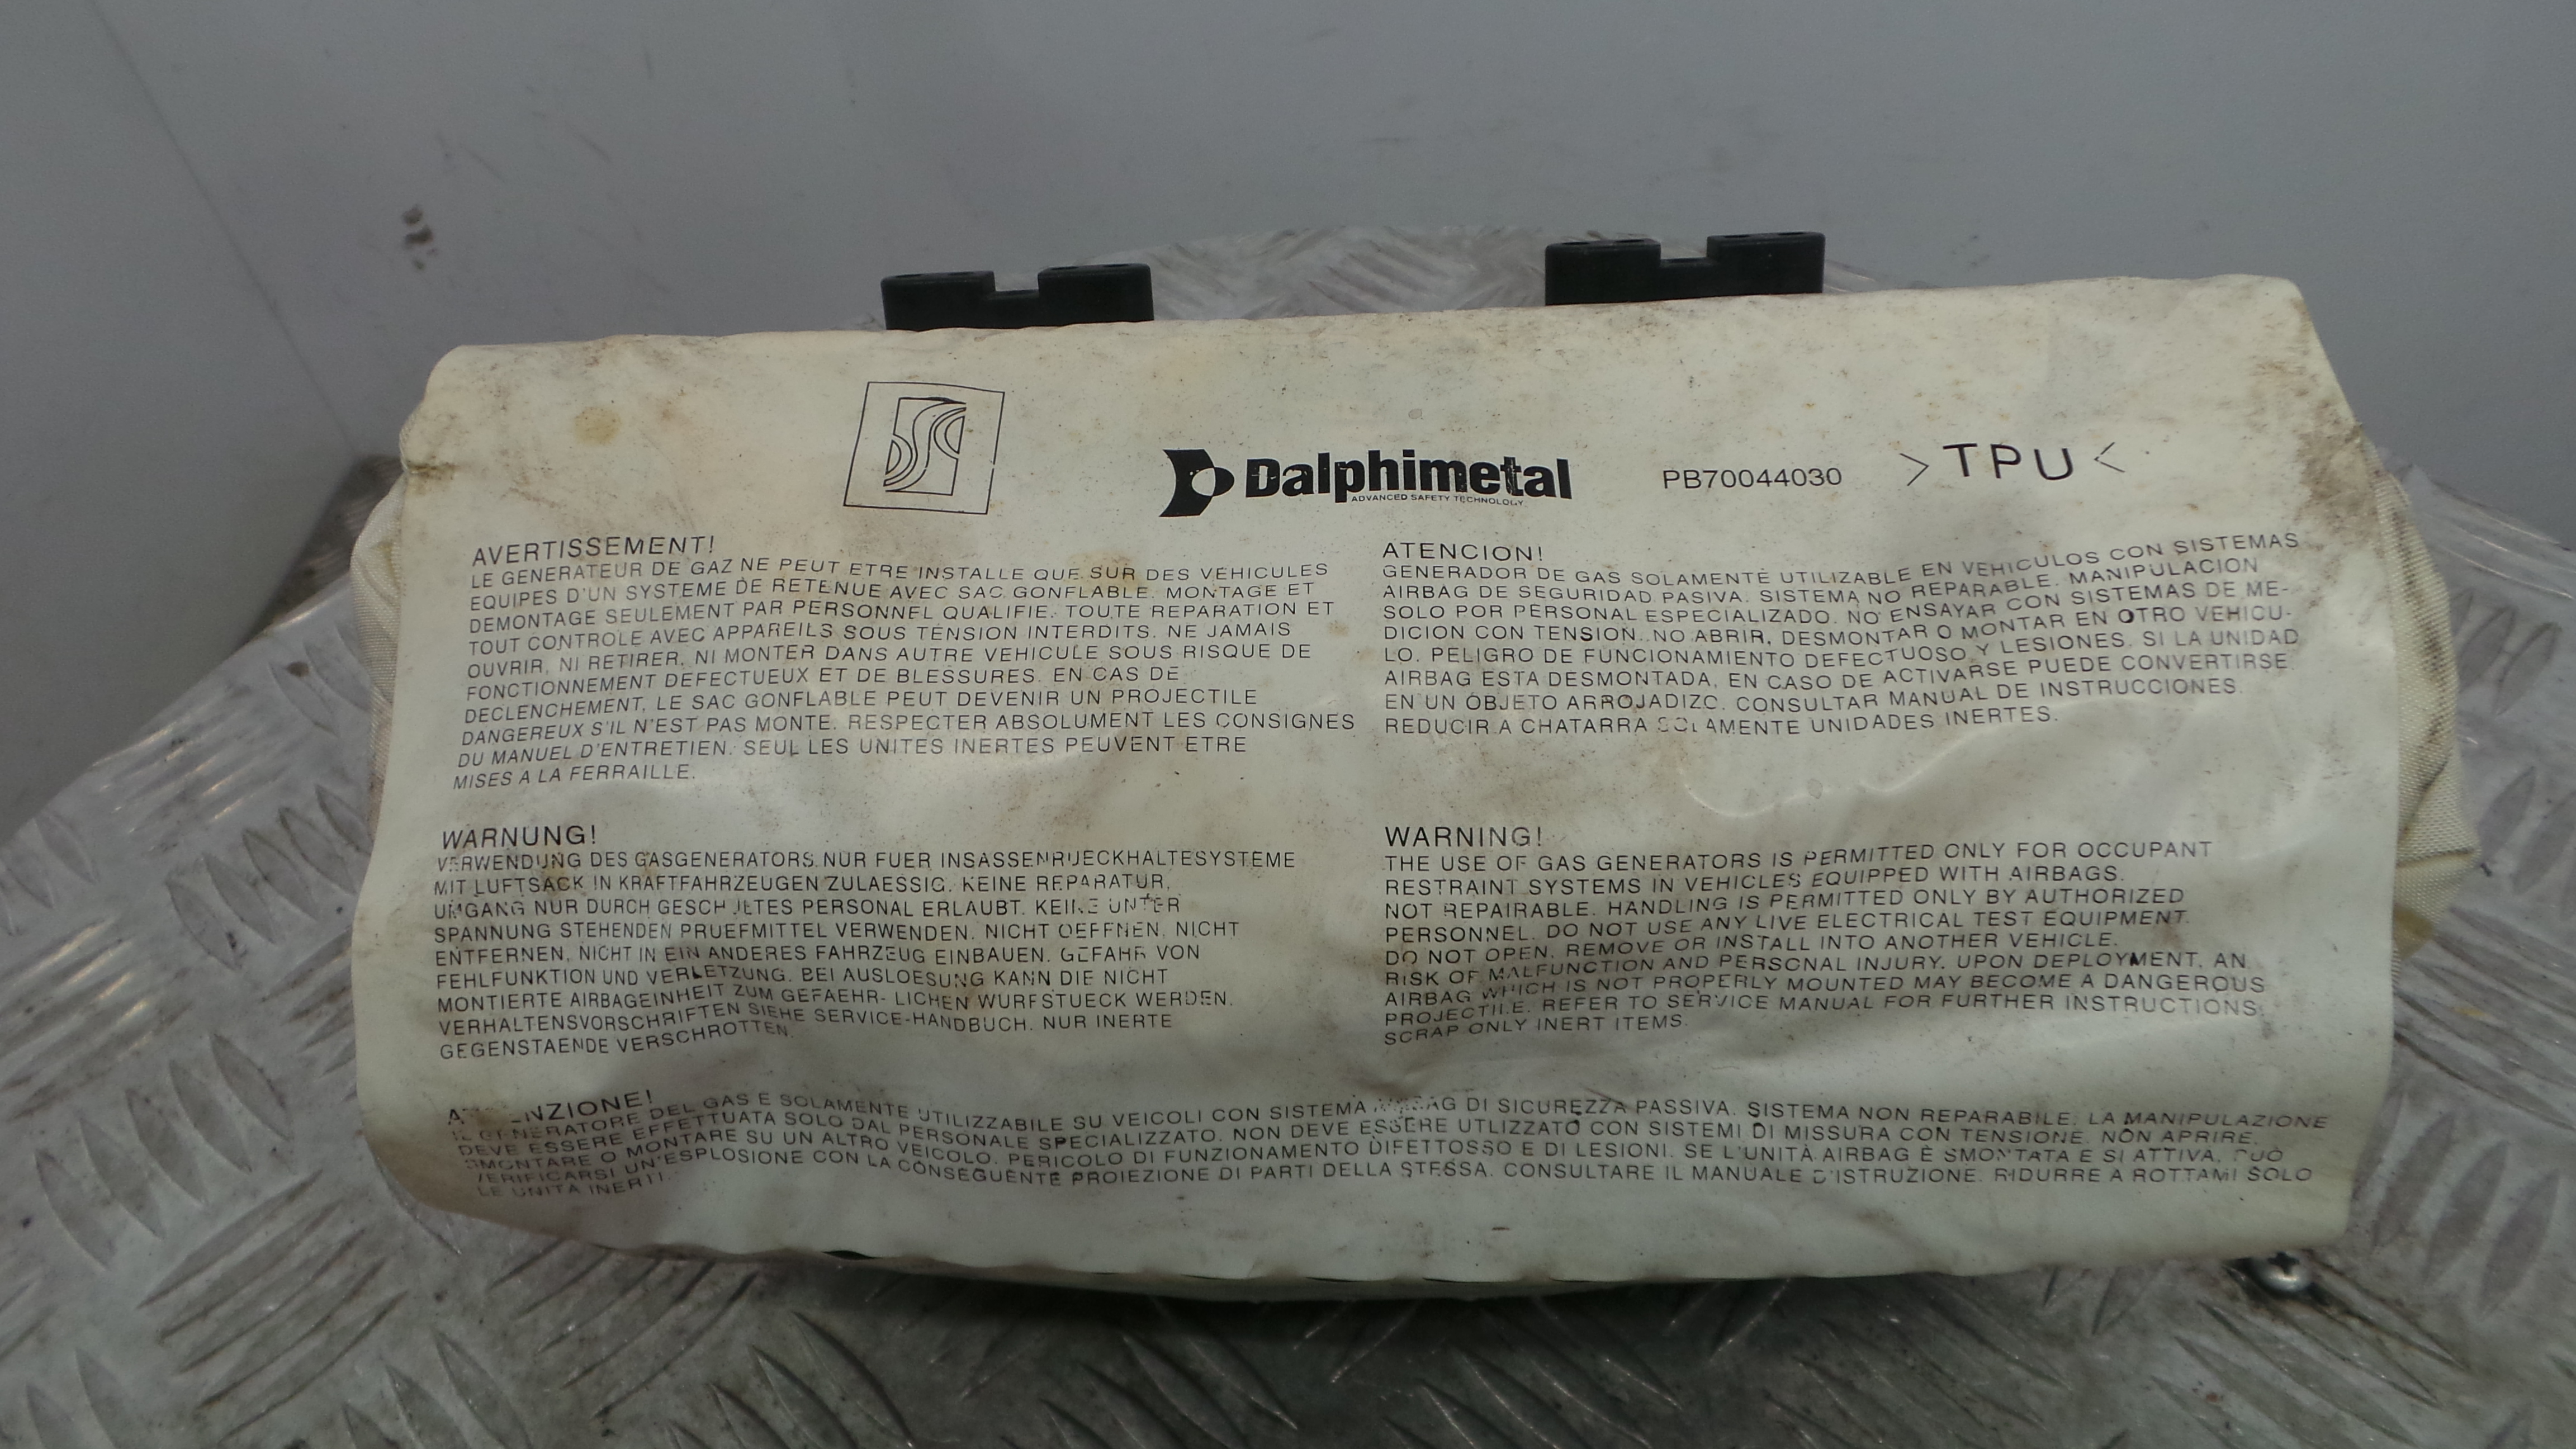 Dalphimetal
ADVANCED SAFETY TECHNOLOGY
PB70044030
>TPU<
AVERTISSEMENT!
LE GENERATEUR DE GAZ NE PEUT ETRE INSTALLE QUE SUR DES VEHICULES
EQUIPES D'UN SYSTEME DE RETENUE AVEC SAC GONFLABLE. MONTAGE ET
DEMONTAGE SEULEMENT PAR PERSONNEL QUALIFIE. TOUTE REPARATION ET
TOUT CONTROLE AVEC APPAREILS SOUS TENSION INTERDITS. NE JAMAIS
OUVRIR, NI RETIRER, NI MONTER DANS AUTRE VEHICULE SOUS RISQUE DE
FONCTIONNEMENT DEFECTUEUX ET DE BLESSURES. EN CAS DE
DECLENCHEMENT, LE SAC GONFLABLE PEUT DEVENIR UN PROJECTILE
DANGEREUX S'IL N'EST PAS MONTE. RESPECTER ABSOLUMENT LES CONSIGNES
DU MANUEL D'ENTRETIEN. SEUL LES UNITES INERTES PEUVENT ETRE
MISES A LA FERRAILLE.
ATENCION!
GENERADOR DE GAS SOLAMENTE UTILIZABLE EN VEHICULOS CON SISTEMAS
AIRBAG DE SEGURIDAD PASIVA. SISTEMA NO REPARABLE. MANIPULACION
SOLO POR PERSONAL ESPECIALIZADO. NO ENSAYAR CON SISTEMAS DE ME-
DICION CON TENSION. NO ABRIR, DESMONTAR O MONTAR EN OTRO VEHICU-
LO. PELIGRO DE FUNCIONAMIENTO DEFECTUOSO Y LESIONES. SI LA UNIDAD
AIRBAG ESTA DESMONTADA, EN CASO DE ACTIVARSE PUEDE CONVERTIRSE
EN UN OBJETO ARROJADIZO. CONSULTAR MANUAL DE INSTRUCCIONES.
REDUCIR A CHATARRA SOLAMENTE UNIDADES INERTES.
WARNUNG!
VERWENDUNG DES GASGENERATORS NUR FUER INSASSENRUECKHALTESYSTEME
MIT LUFTSACK IN KRAFTFAHRZEUGEN ZULAESSIG. KEINE REPARATUR,
UMGANG NUR DURCH GESCHULTES PERSONAL ERLAUBT. KEINE UNTER
SPANNUNG STEHENDEN PRUEFMITTEL VERWENDEN. NICHT OEFFNEN, NICHT
ENTFERNEN, NICHT IN EIN ANDERES FAHRZEUG EINBAUEN. GEFAHR VON
FEHLFUNKTION UND VERLETZUNG. BEI AUSLOESUNG KANN DIE NICHT
MONTIERTE AIRBAGEINHEIT ZUM GEFAEHR- LICHEN WURFSTUECK WERDEN.
VERHALTENSVORSCHRIFTEN SIEHE SERVICE-HANDBUCH. NUR INERTE
GEGENSTAENDE VERSCHROTTEN.
WARNING!
THE USE OF GAS GENERATORS IS PERMITTED ONLY FOR OCCUPANT
RESTRAINT SYSTEMS IN VEHICLES EQUIPPED WITH AIRBAGS.
NOT REPAIRABLE. HANDLING IS PERMITTED ONLY BY AUTHORIZED
PERSONNEL. DO NOT USE ANY LIVE ELECTRICAL TEST EQUIPMENT.
DO NOT OPEN, REMOVE OR INSTALL INTO ANOTHER VEHICLE.
RISK OF MALFUNCTION AND PERSONAL INJURY. UPON DEPLOYMENT, AN
AIRBAG WHICH IS NOT PROPERLY MOUNTED MAY BECOME A DANGEROUS
PROJECTILE. REFER TO SERVICE MANUAL FOR FURTHER INSTRUCTIONS.
SCRAP ONLY INERT ITEMS.
ATTENZIONE!
IL GENERATORE DEL GAS E SOLAMENTE UTILIZZABILE SU VEICOLI CON SISTEMA AIRBAG DI SICUREZZA PASSIVA. SISTEMA NON REPARABILE. LA MANIPULAZIONE
DEVE ESSERE EFFETTUATA SOLO DAL PERSONALE SPECIALIZZATO. NON DEVE ESSERE UTLIZZATO CON SISTEMI DI MISSURA CON TENSIONE. NON APRIRE,
SMONTARE O MONTARE SU UN ALTRO VEICOLO. PERICOLO DI FUNZIONAMENTO DIFETTOSSO E DI LESIONI. SE L'UNITÀ AIRBAG È SMONTATA E SI ATTIVA, PUÒ
VERIFICARSI UN'ESPLOSIONE CON LA CONSEGUENTE PROIEZIONE DI PARTI DELLA STESSA. CONSULTARE IL MANUALE D'ISTRUZIONE. RIDURRE A ROTTAMI SOLO
LE UNITA INERTI.